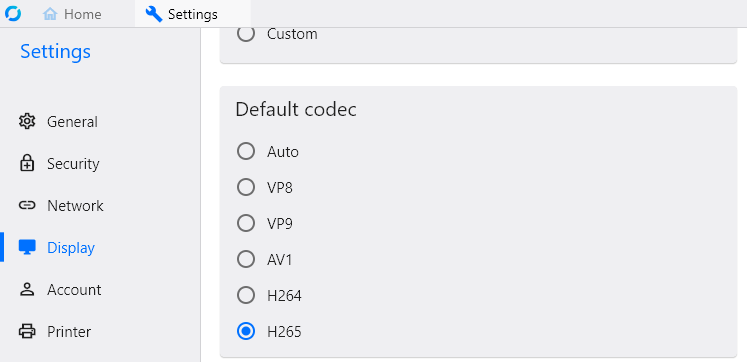 Home
Settings
Settings
General
Security
Network
Display
Account
Printer
Custom
Default codec
Auto
VP8
VP9
AV1
H264
H265